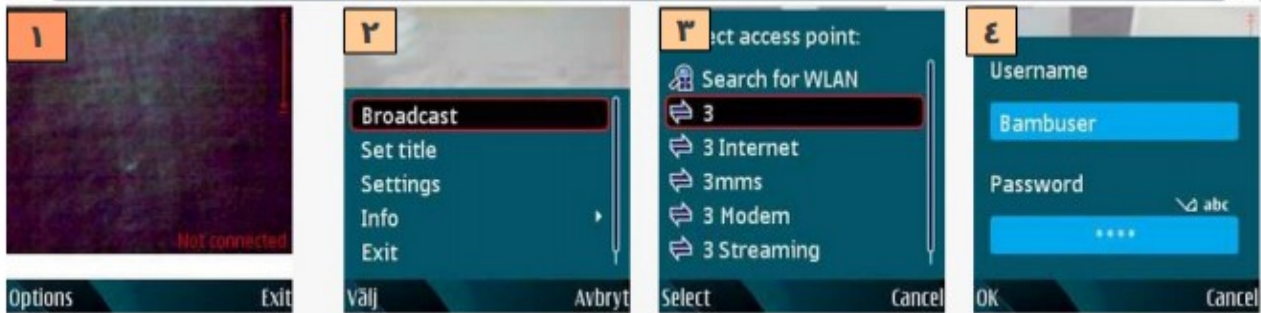 ١
Not connected
Options Exit
٢
Broadcast
Set title
Settings
Info
Exit
Välj Avbryt
٣
ect access point:
Search for WLAN
3
3 Internet
3mms
3 Modem
3 Streaming
Select Cancel
٤
Username
Bambuser
Password
abc
****
OK Cancel